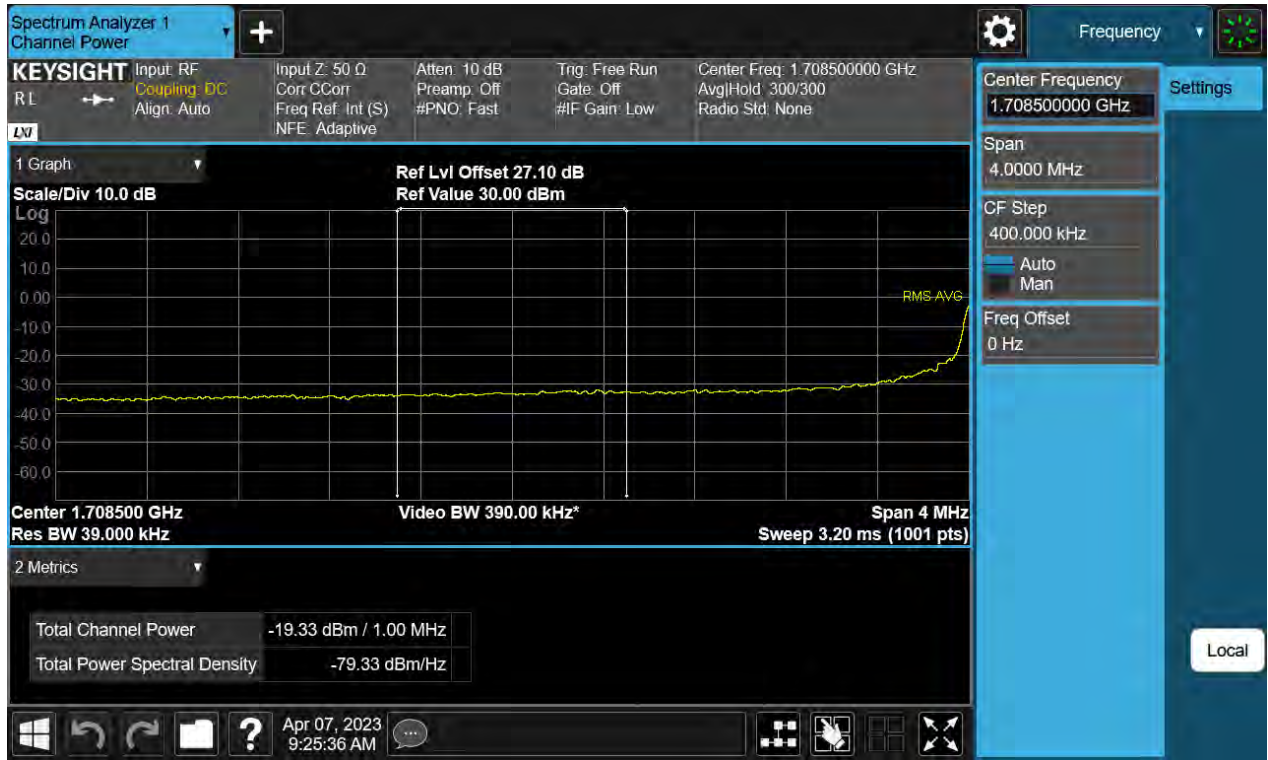 Spectrum Analyzer 1
Channel Power
Frequency
KEYSIGHT
RL
LXI
Input: RF
Coupling: DC
Align: Auto
Input Z: 50 Ω
Corr CCorr
Freq Ref: Int (S)
NFE: Adaptive
Atten: 10 dB
Preamp: Off
#PNO: Fast
Trig: Free Run
Gate: Off
#IF Gain: Low
Center Freq: 1.708500000 GHz
Avg|Hold: 300/300
Radio Std: None
1 Graph
Scale/Div 10.0 dB
Ref Lvl Offset 27.10 dB
Ref Value 30.00 dBm
Log
20.0
10.0
0.00
-10.0
-20.0
-30.0
-40.0
-50.0
-60.0
RMS AVG
Center 1.708500 GHz
Res BW 39.000 kHz
Video BW 390.00 kHz*
Span 4 MHz
Sweep 3.20 ms (1001 pts)
2 Metrics
Total Channel Power -19.33 dBm / 1.00 MHz
Total Power Spectral Density -79.33 dBm/Hz
Apr 07, 2023
9:25:36 AM
Center Frequency
1.708500000 GHz
Settings
Span
4.0000 MHz
CF Step
400.000 kHz
Auto
Man
Freq Offset
0 Hz
Local